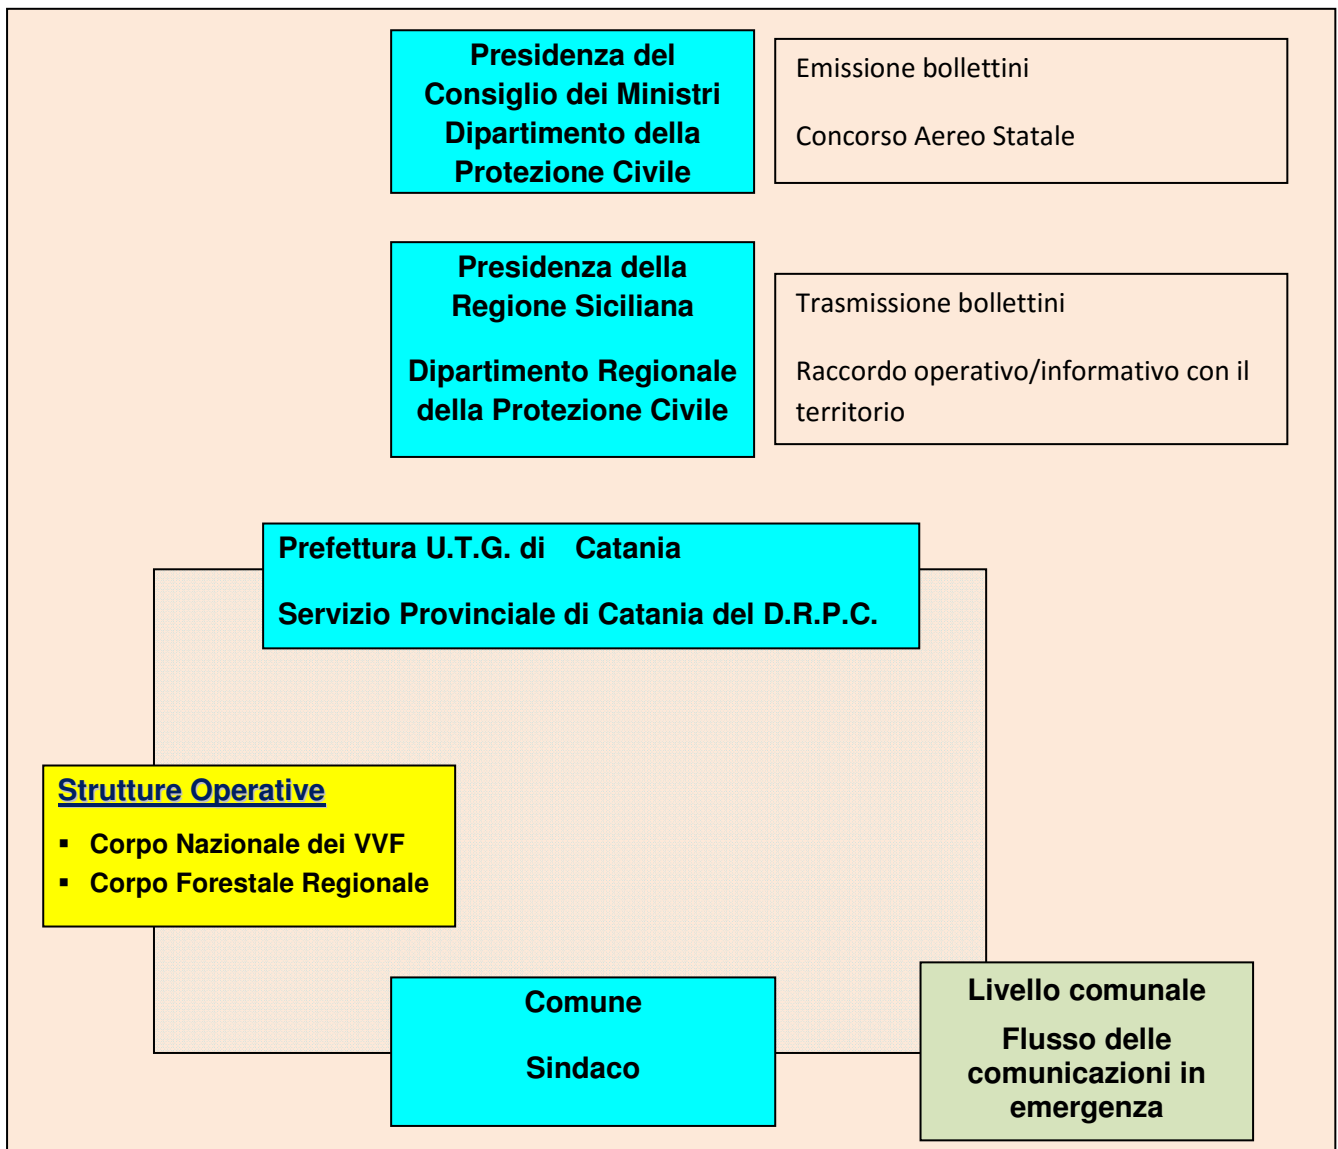 Presidenza del
Consiglio dei Ministri
Dipartimento della
Protezione Civile
Emissione bollettini
Concorso Aereo Statale
Presidenza della
Regione Siciliana
Dipartimento Regionale
della Protezione Civile
Trasmissione bollettini
Raccordo operativo/informativo con il
territorio
Prefettura U.T.G. di Catania
Servizio Provinciale di Catania del D.R.P.C.
Strutture Operative
▪ Corpo Nazionale dei VVF
▪ Corpo Forestale Regionale
Comune
Sindaco
Livello comunale
Flusso delle
comunicazioni in
emergenza